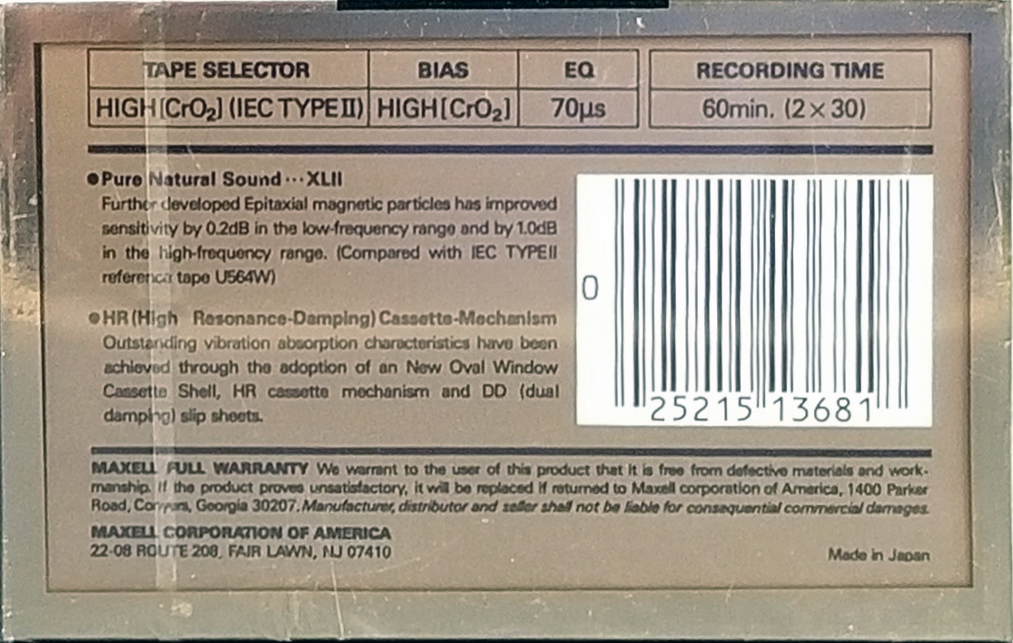 TAPE SELECTOR BIAS EQ RECORDING TIME
HIGH [CrO₂] (IEC TYPE II) HIGH [CrO₂] 70μs 60min. (2 × 30)
●Pure Natural Sound ··· XLII
Further developed Epitaxial magnetic particles has improved
sensitivity by 0.2dB in the low-frequency range and by 1.0dB
in the high-frequency range. (Compared with IEC TYPEII
reference tape U564W)
●HR (High Resonance-Damping) Cassette-Mechanism
Outstanding vibration absorption characteristics have been
achieved through the adoption of an New Oval Window
Cassette Shell, HR cassette mechanism and DD (dual
damping) slip sheets.
0
25215 13681
MAXELL FULL WARRANTY We warrant to the user of this product that it is free from defective materials and work-
manship. If the product proves unsatisfactory, it will be replaced if returned to Maxell corporation of America, 1400 Parker
Road, Conyers, Georgia 30207. Manufacturer, distributor and seller shall not be liable for consequential commercial damages.
MAXELL CORPORATION OF AMERICA
22-08 ROUTE 208, FAIR LAWN, NJ 07410
Made in Japan